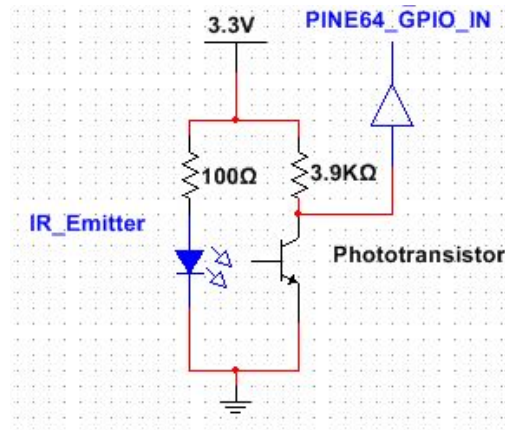 PINE64_GPIO_IN
3.3V
100Ω
3.9KΩ
IR_Emitter
Phototransistor